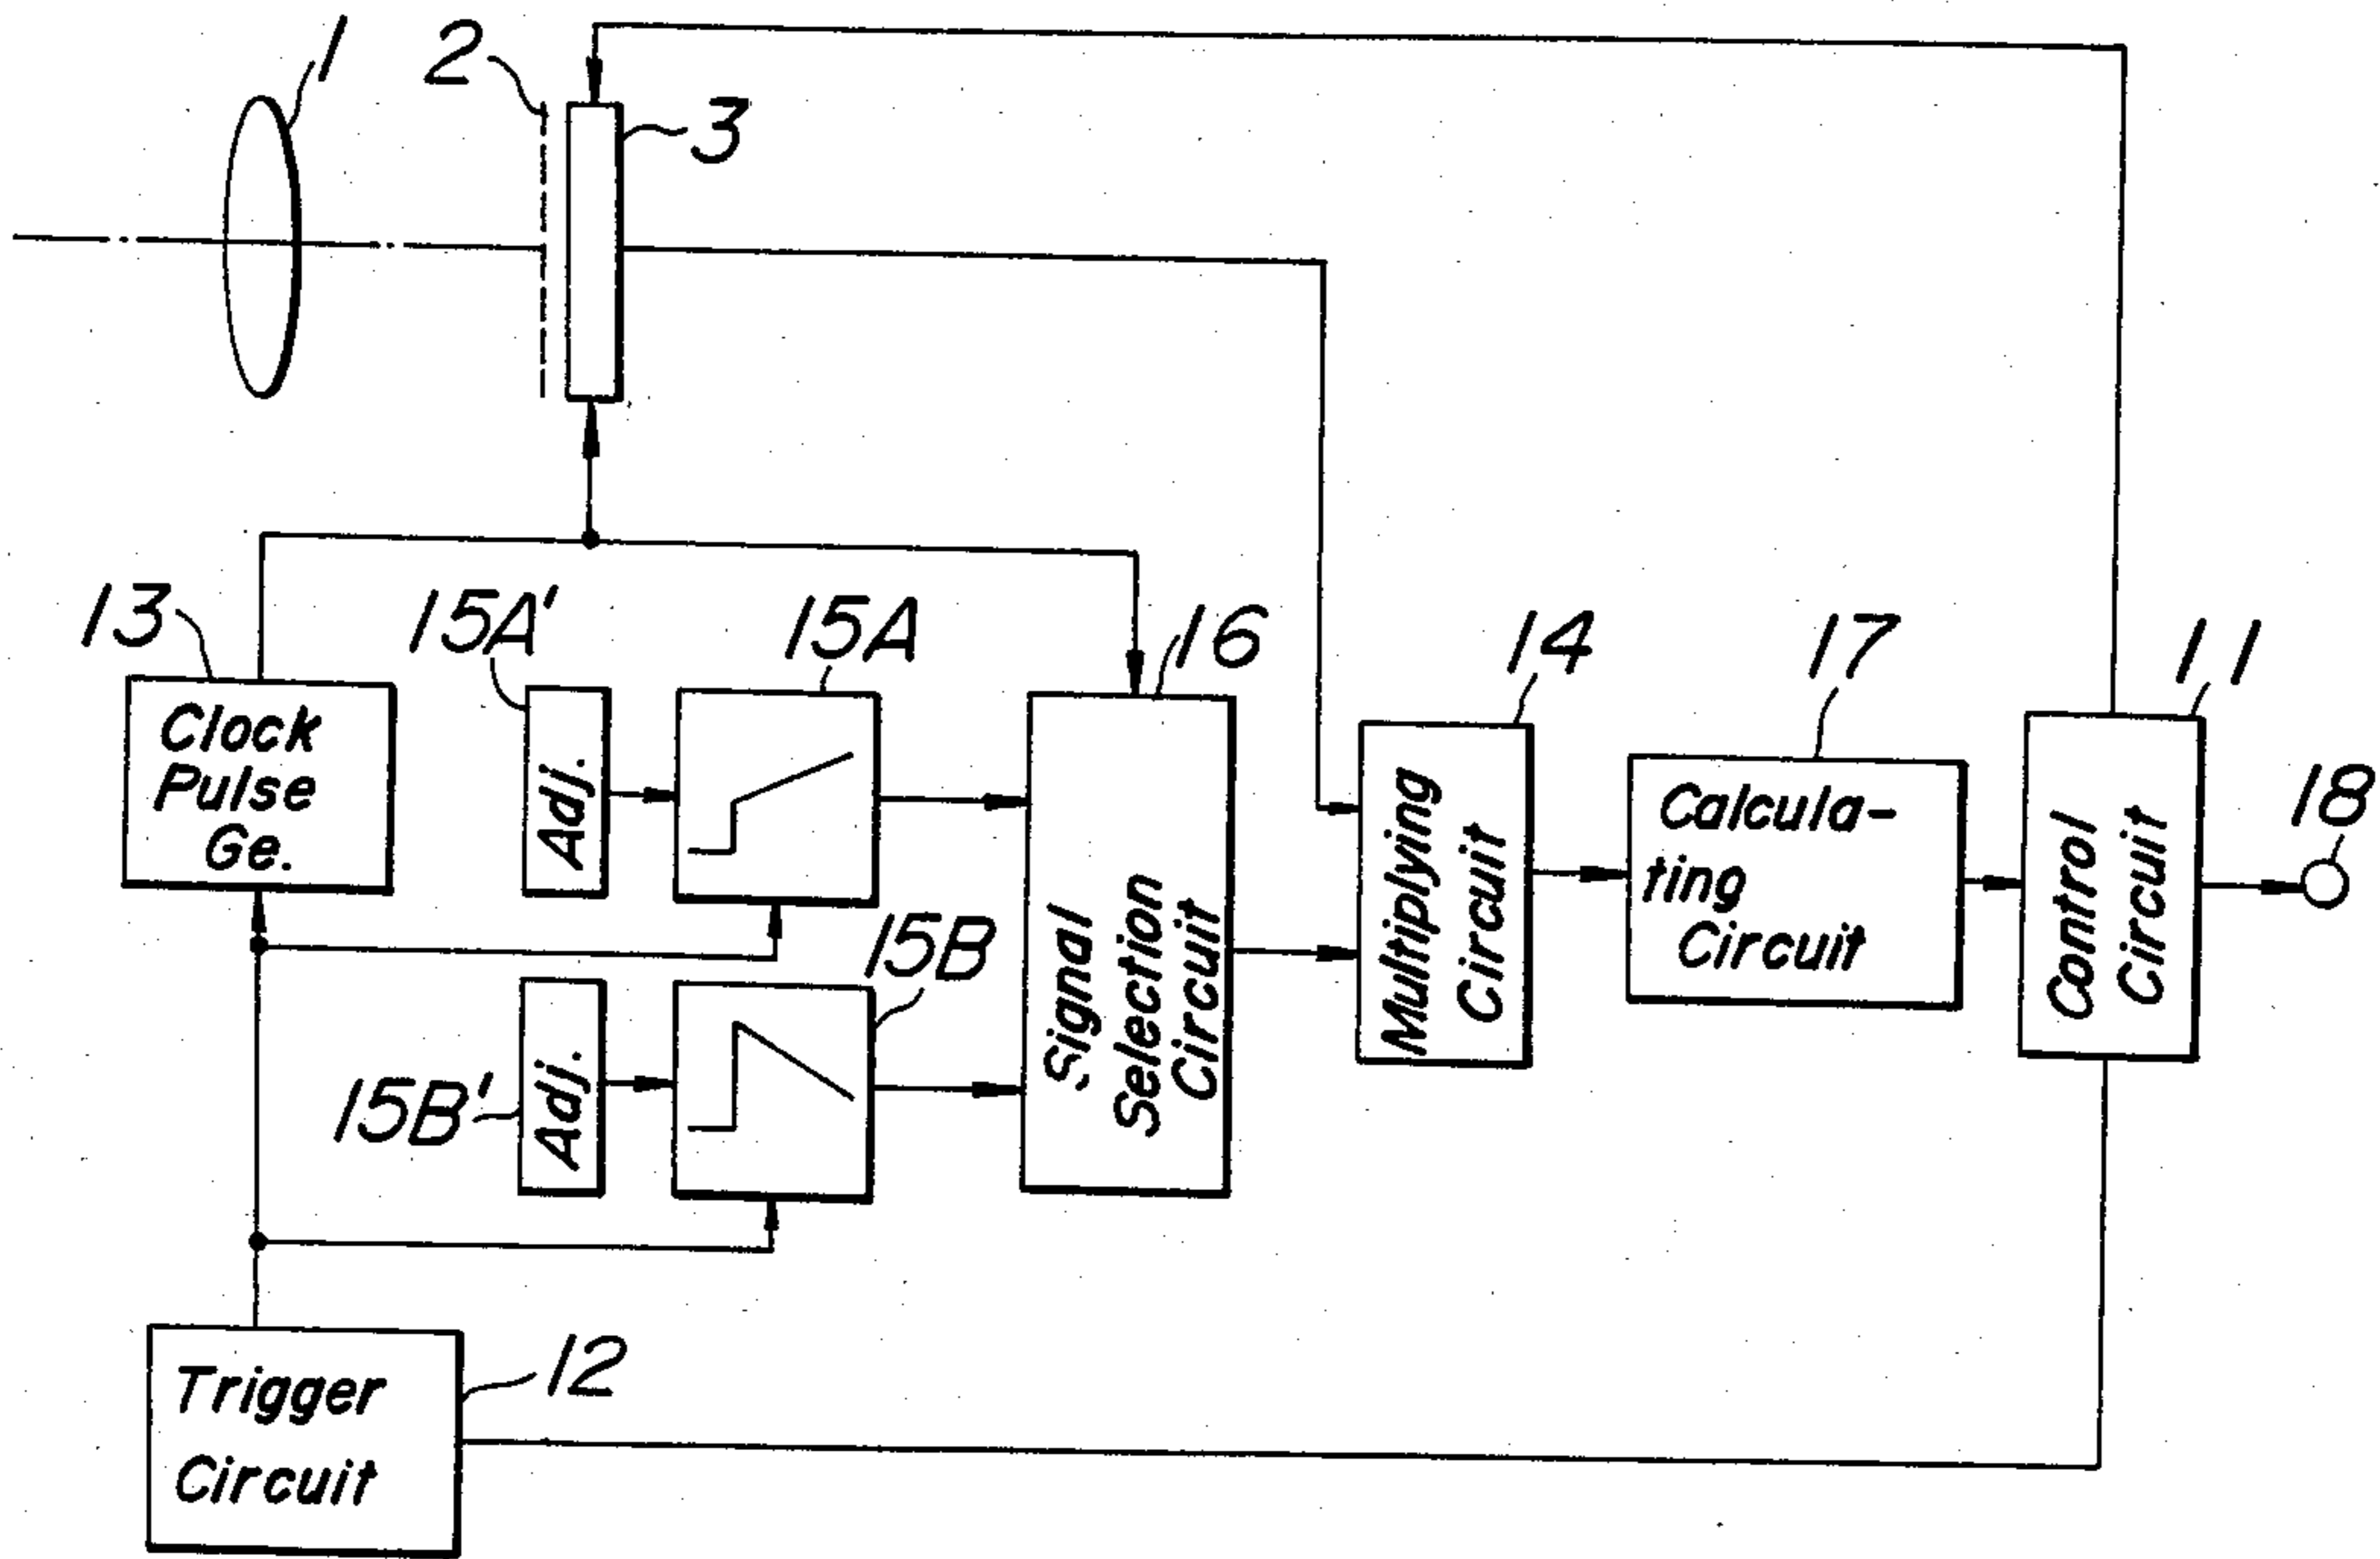 1
2
3
13
15A'
15A
16
14
17
11
18
Clock
Pulse
Ge.
Adj.
Signal
Selection
Circuit
Multiplying
Circuit
Calcula-
ting
Circuit
Control
Circuit
15B
15B'
Adj.
Trigger
Circuit
12